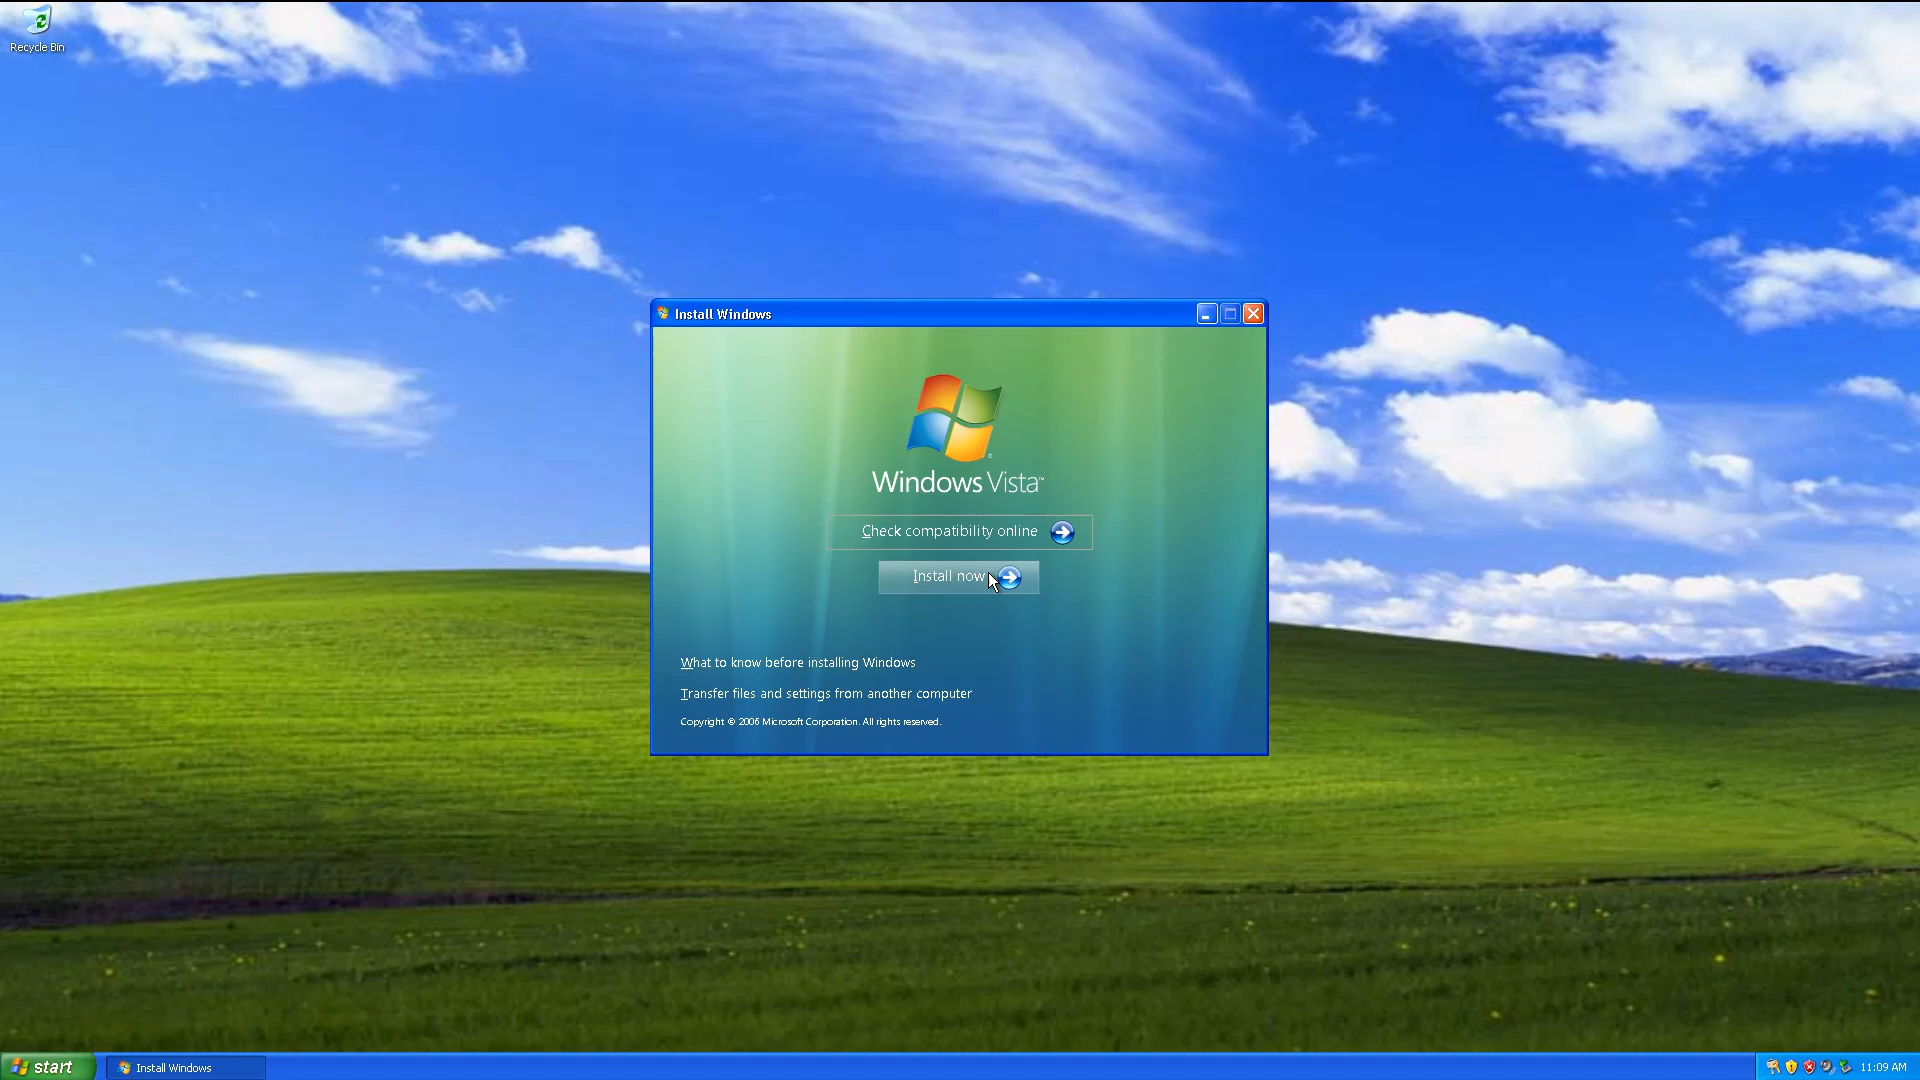 Recycle Bin
Install Windows
Windows Vista™
Check compatibility online
Install now
What to know before installing Windows
Transfer files and settings from another computer
Copyright © 2006 Microsoft Corporation. All rights reserved.
start
Install Windows
11:09 AM